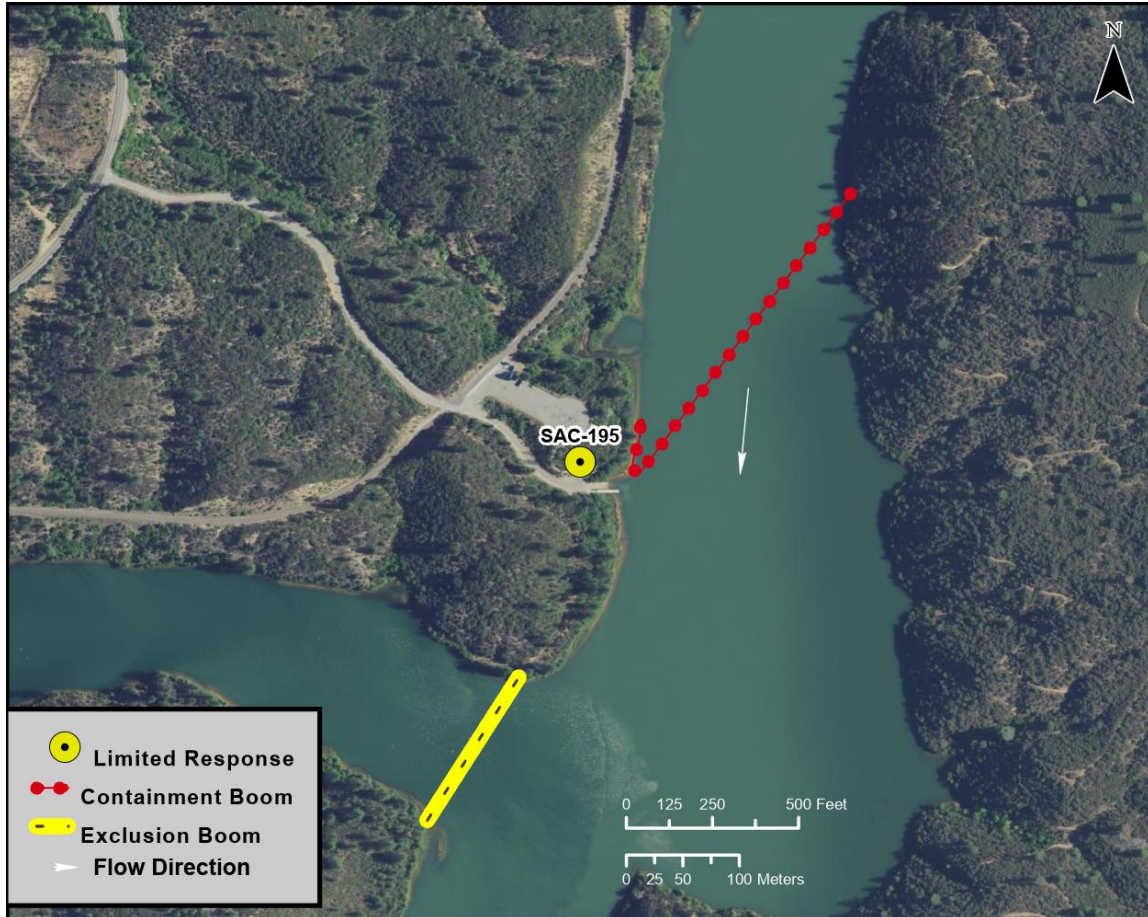 N
SAC-195
Limited Response
Containment Boom
Exclusion Boom
Flow Direction
0 125 250 500 Feet
0 25 50 100 Meters